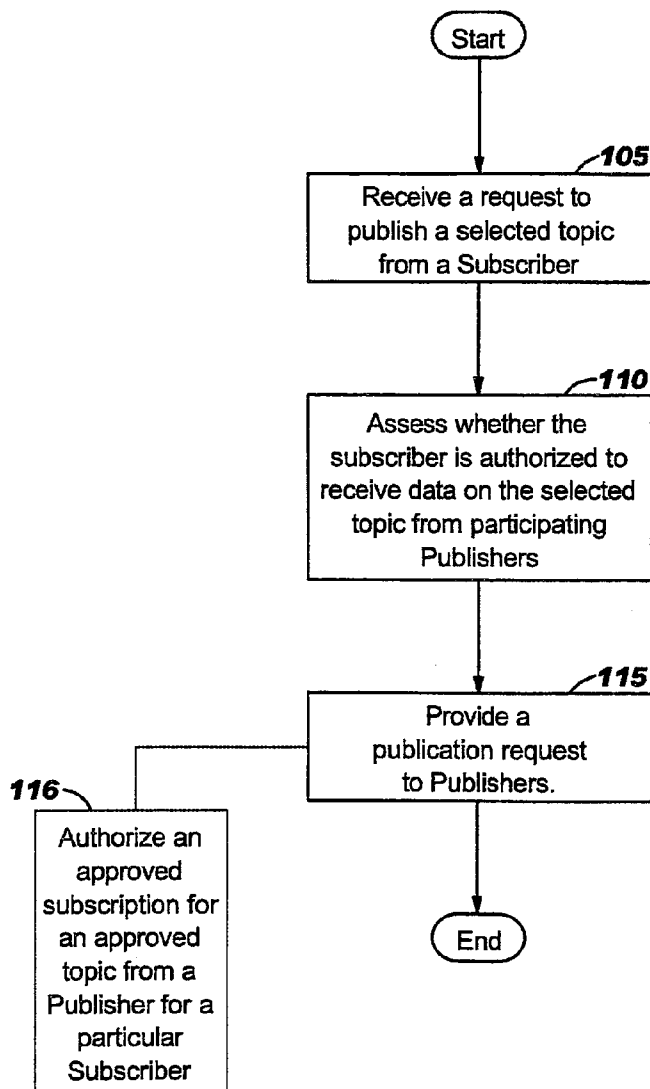 Start
105
Receive a request to
publish a selected topic
from a Subscriber
110
Assess whether the
subscriber is authorized to
receive data on the selected
topic from participating
Publishers
115
Provide a
publication request
to Publishers.
116
Authorize an
approved
subscription for
an approved
topic from a
Publisher for a
particular
Subscriber
End